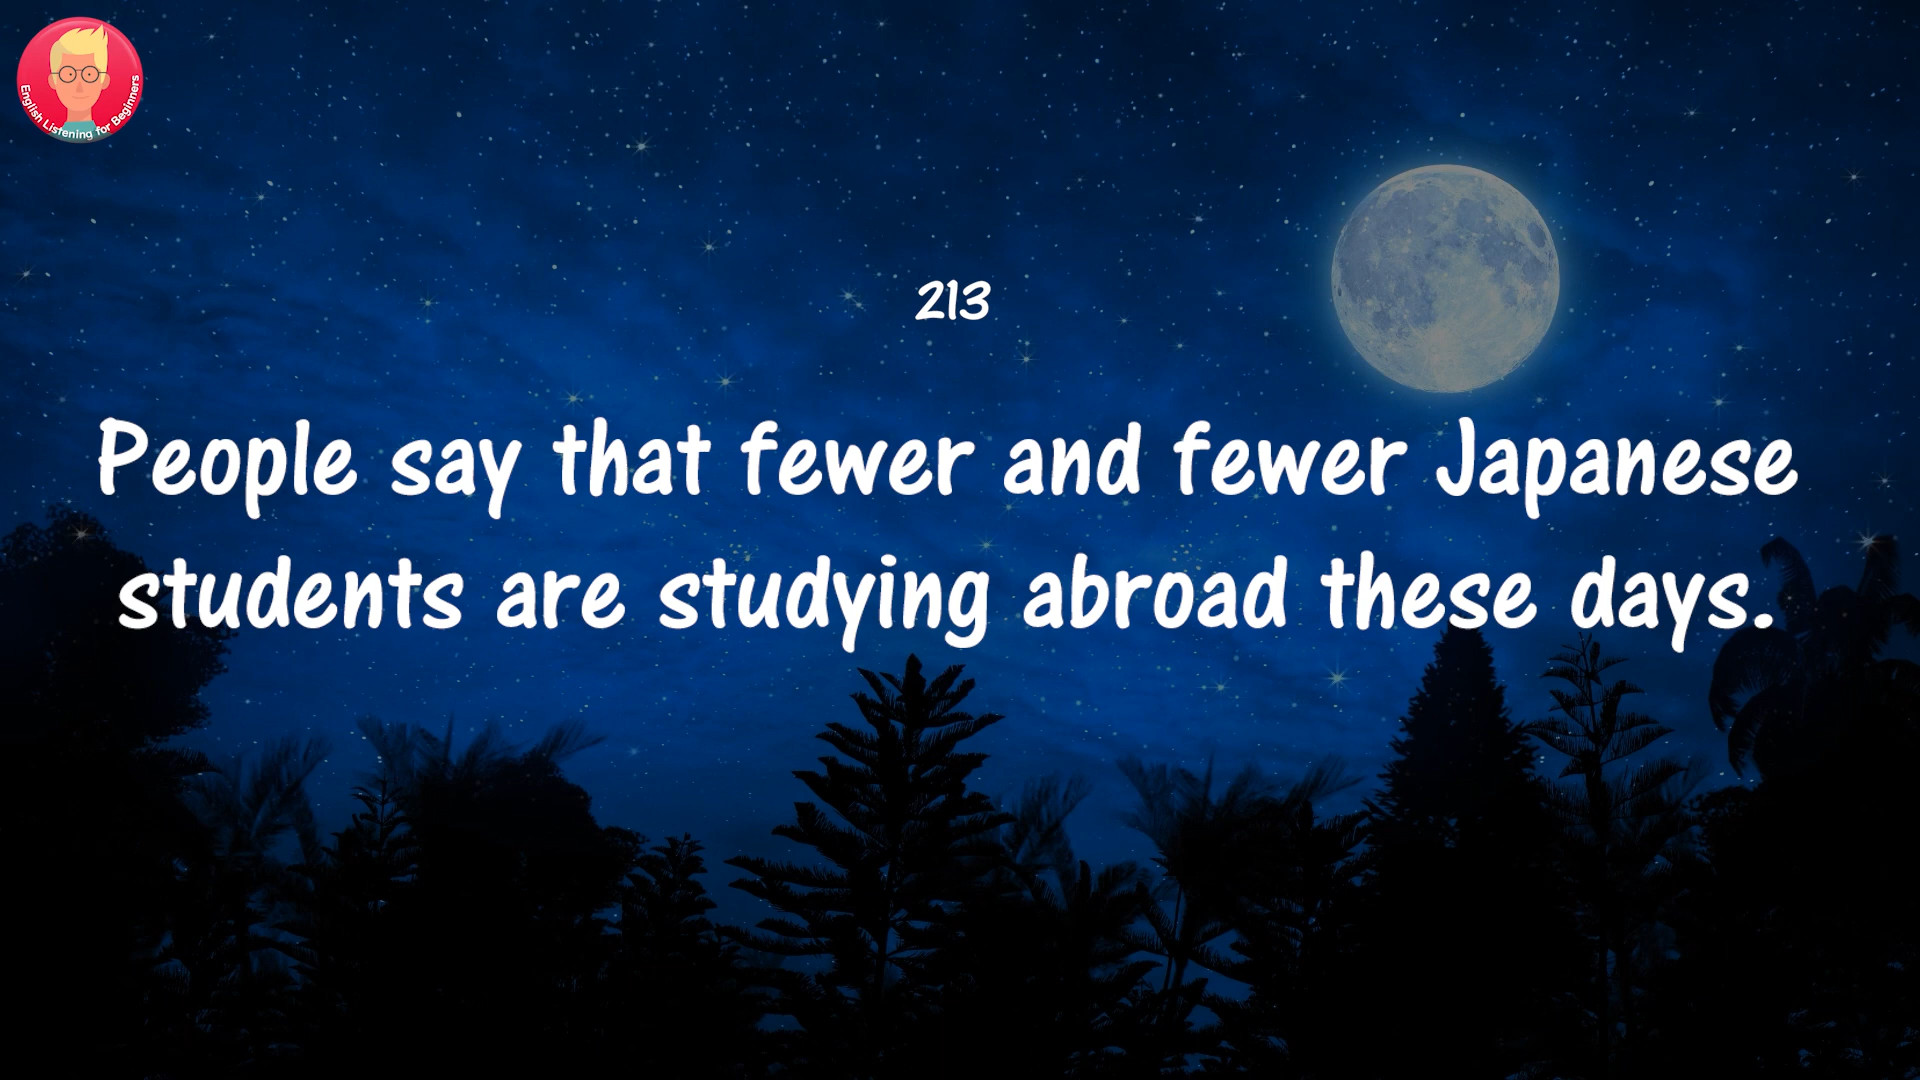 English Listening for Beginners
213
People say that fewer and fewer Japanese
students are studying abroad these days.